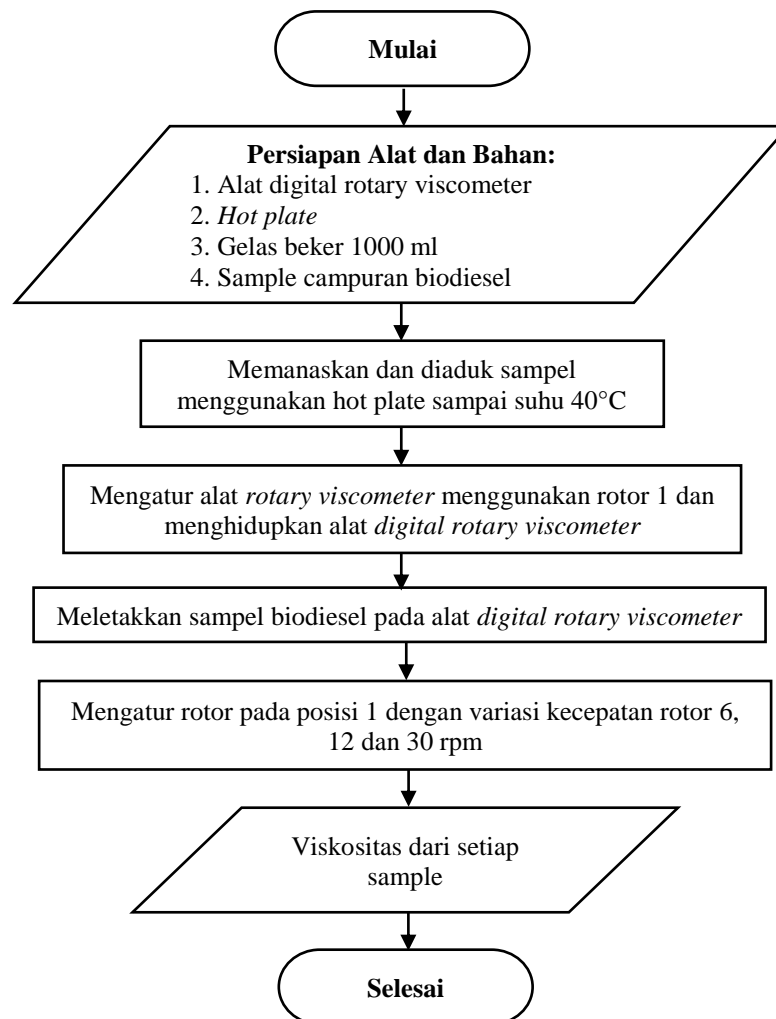 Mulai
Persiapan Alat dan Bahan:
1. Alat digital rotary viscometer
2. Hot plate
3. Gelas beker 1000 ml
4. Sample campuran biodiesel
Memanaskan dan diaduk sampel
menggunakan hot plate sampai suhu 40°C
Mengatur alat rotary viscometer menggunakan rotor 1 dan
menghidupkan alat digital rotary viscometer
Meletakkan sampel biodiesel pada alat digital rotary viscometer
Mengatur rotor pada posisi 1 dengan variasi kecepatan rotor 6,
12 dan 30 rpm
Viskositas dari setiap
sample
Selesai